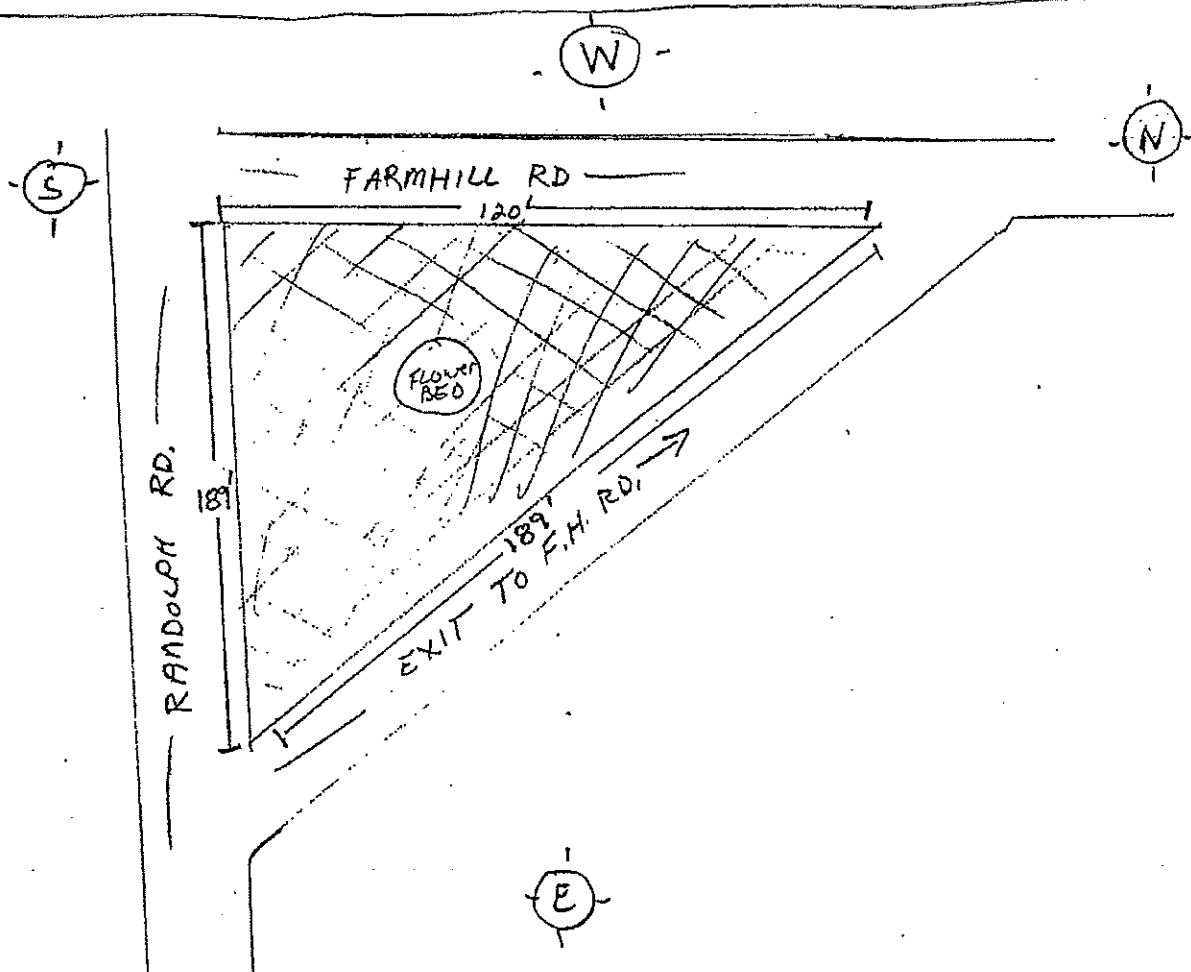 W
N
S
FARMHILL RD
120'
FLOWER
BED
RANDOLPH RD.
189'
189'
EXIT TO F.H. RD.
E